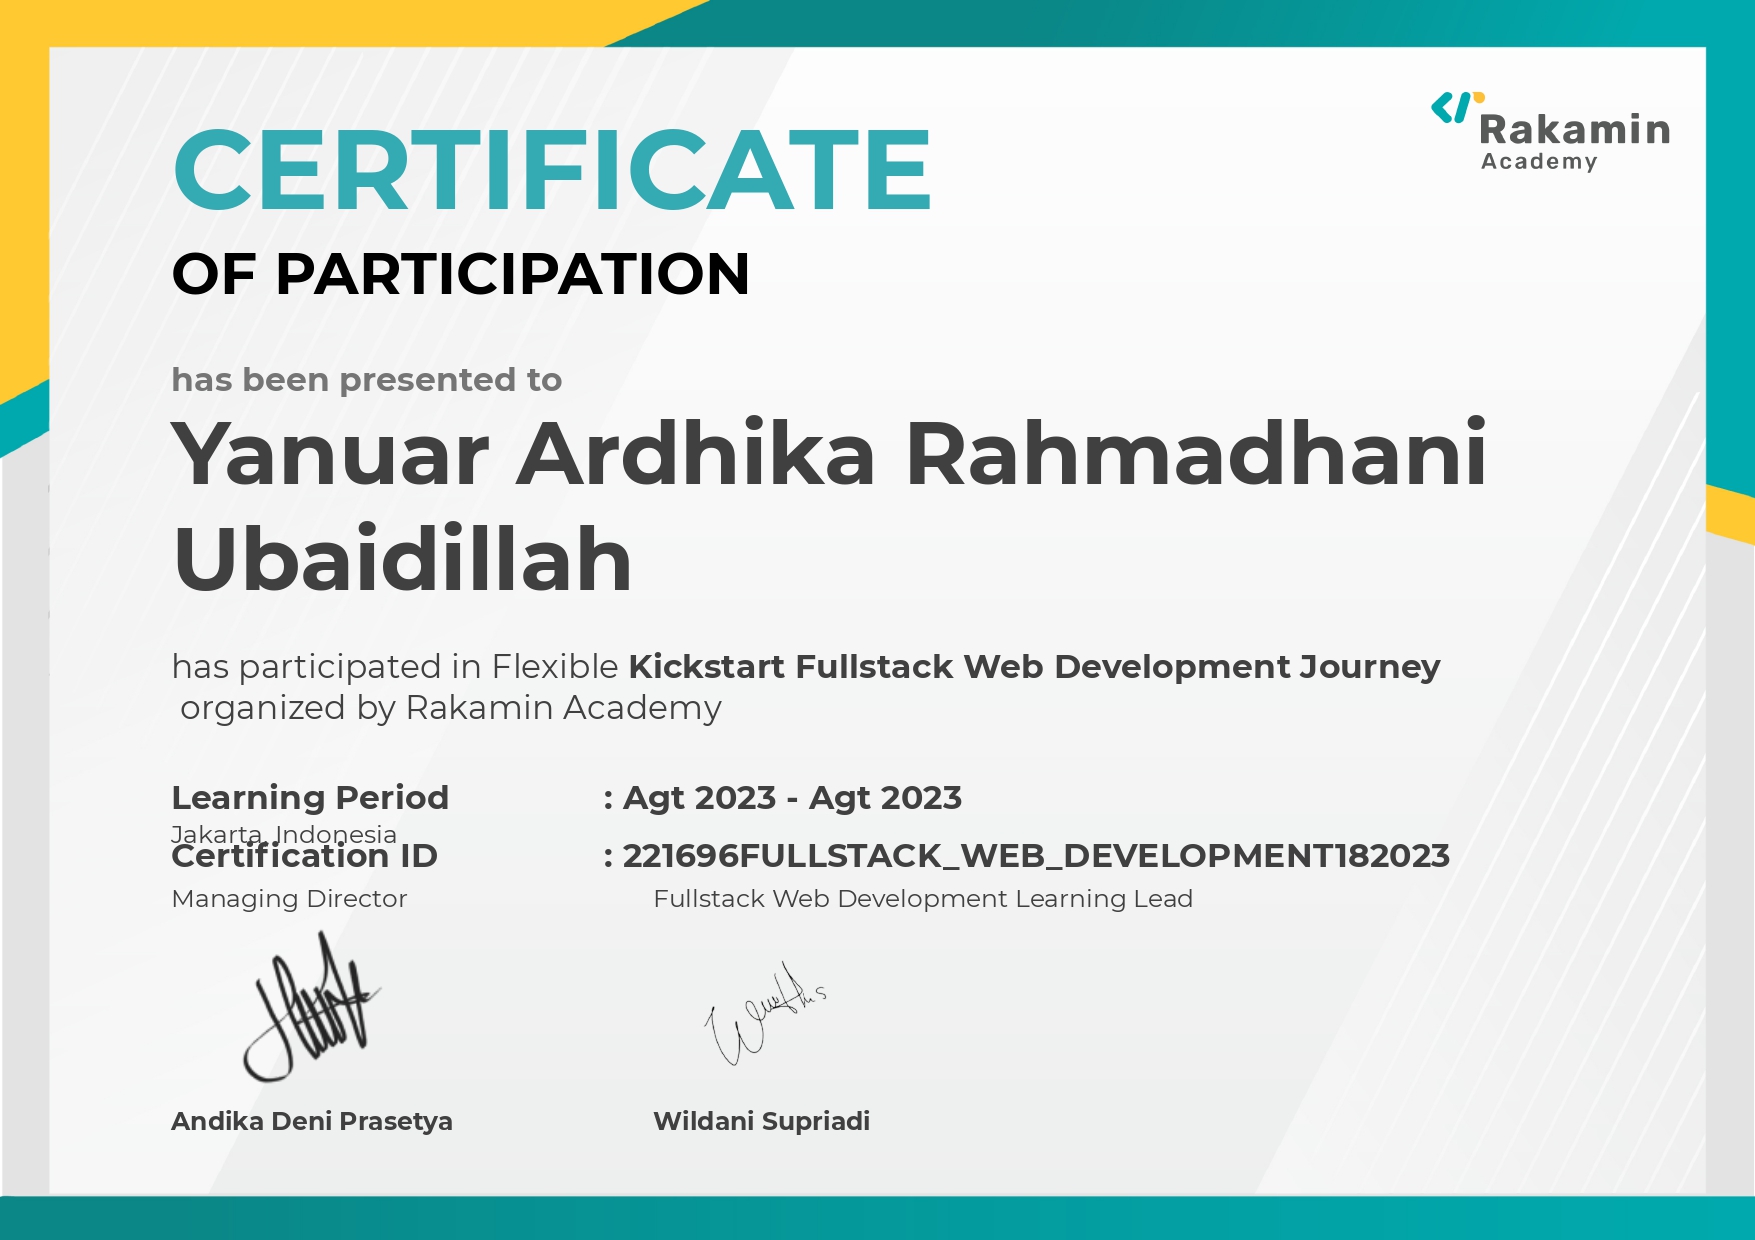 Rakamin
Academy
CERTIFICATE
OF PARTICIPATION
has been presented to
Yanuar Ardhika Rahmadhani
Ubaidillah
has participated in Flexible Kickstart Fullstack Web Development Journey
organized by Rakamin Academy
Learning Period : Agt 2023 - Agt 2023
Jakarta, Indonesia
Certification ID : 221696FULLSTACK_WEB_DEVELOPMENT182023
Managing Director Fullstack Web Development Learning Lead
Andika Deni Prasetya Wildani Supriadi